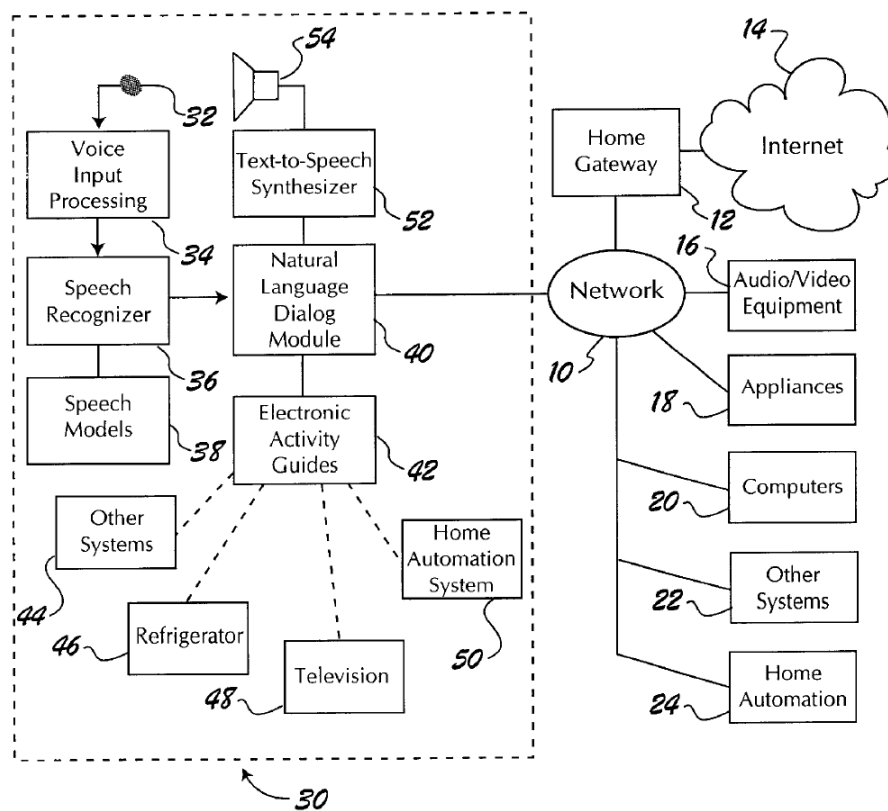 54
14
32
Voice
Input
Processing
34
Text-to-Speech
Synthesizer
52
Home
Gateway
12
Internet
Speech
Recognizer
36
Natural
Language
Dialog
Module
40
Network
10
16
Audio/Video
Equipment
Speech
Models
38
Electronic
Activity
Guides
42
Appliances
18
Other
Systems
44
Home
Automation
System
50
Computers
20
Refrigerator
46
Television
48
Other
Systems
22
Home
Automation
24
30